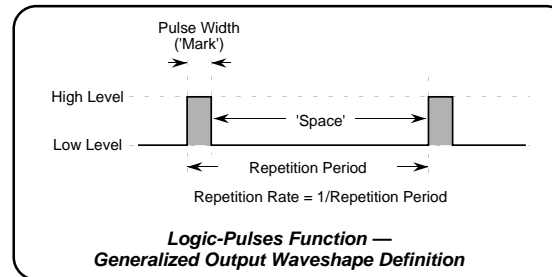 Pulse Width
('Mark')
High Level
'Space'
Low Level
Repetition Period
Repetition Rate = 1/Repetition Period
Logic-Pulses Function —
Generalized Output Waveshape Definition